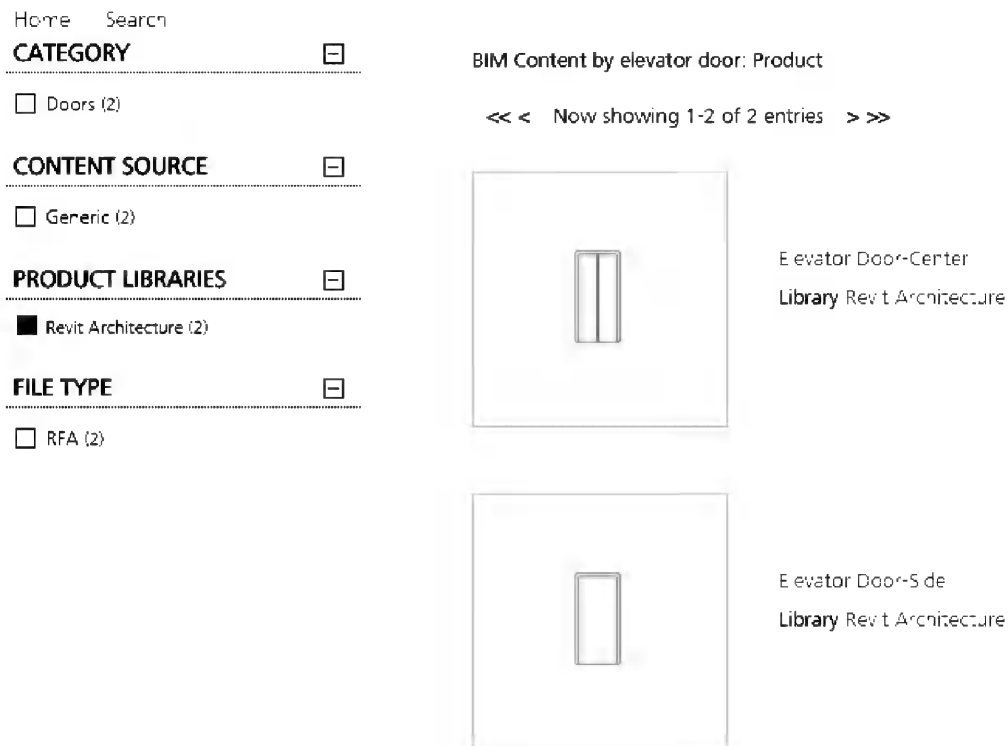 Home Search
CATEGORY
Doors (2)
CONTENT SOURCE
Generic (2)
PRODUCT LIBRARIES
Revit Architecture (2)
FILE TYPE
RFA (2)
BIM Content by elevator door: Product
<< < Now showing 1-2 of 2 entries > >>
Elevator Door-Center
Library Revit Architecture
Elevator Door-Side
Library Revit Architecture